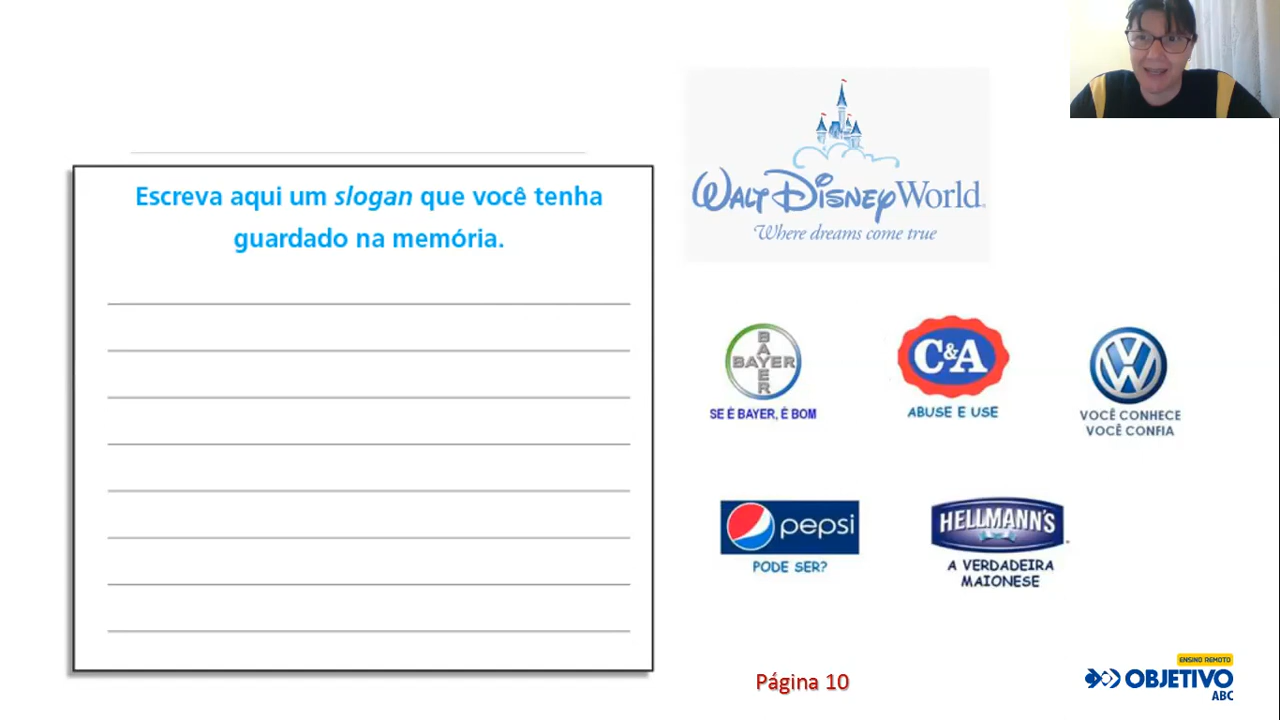 Escreva aqui um slogan que você tenha
guardado na memória.
WALT DISNEY World
Where dreams come true
BAYER
BAYER
SE É BAYER, É BOM
C&A
ABUSE E USE
VW
VOCÊ CONHECE
VOCÊ CONFIA
pepsi
PODE SER?
HELLMANN'S
A VERDADEIRA
MAIONESE
Página 10
ENSINO REMOTO
OBJETIVO
ABC